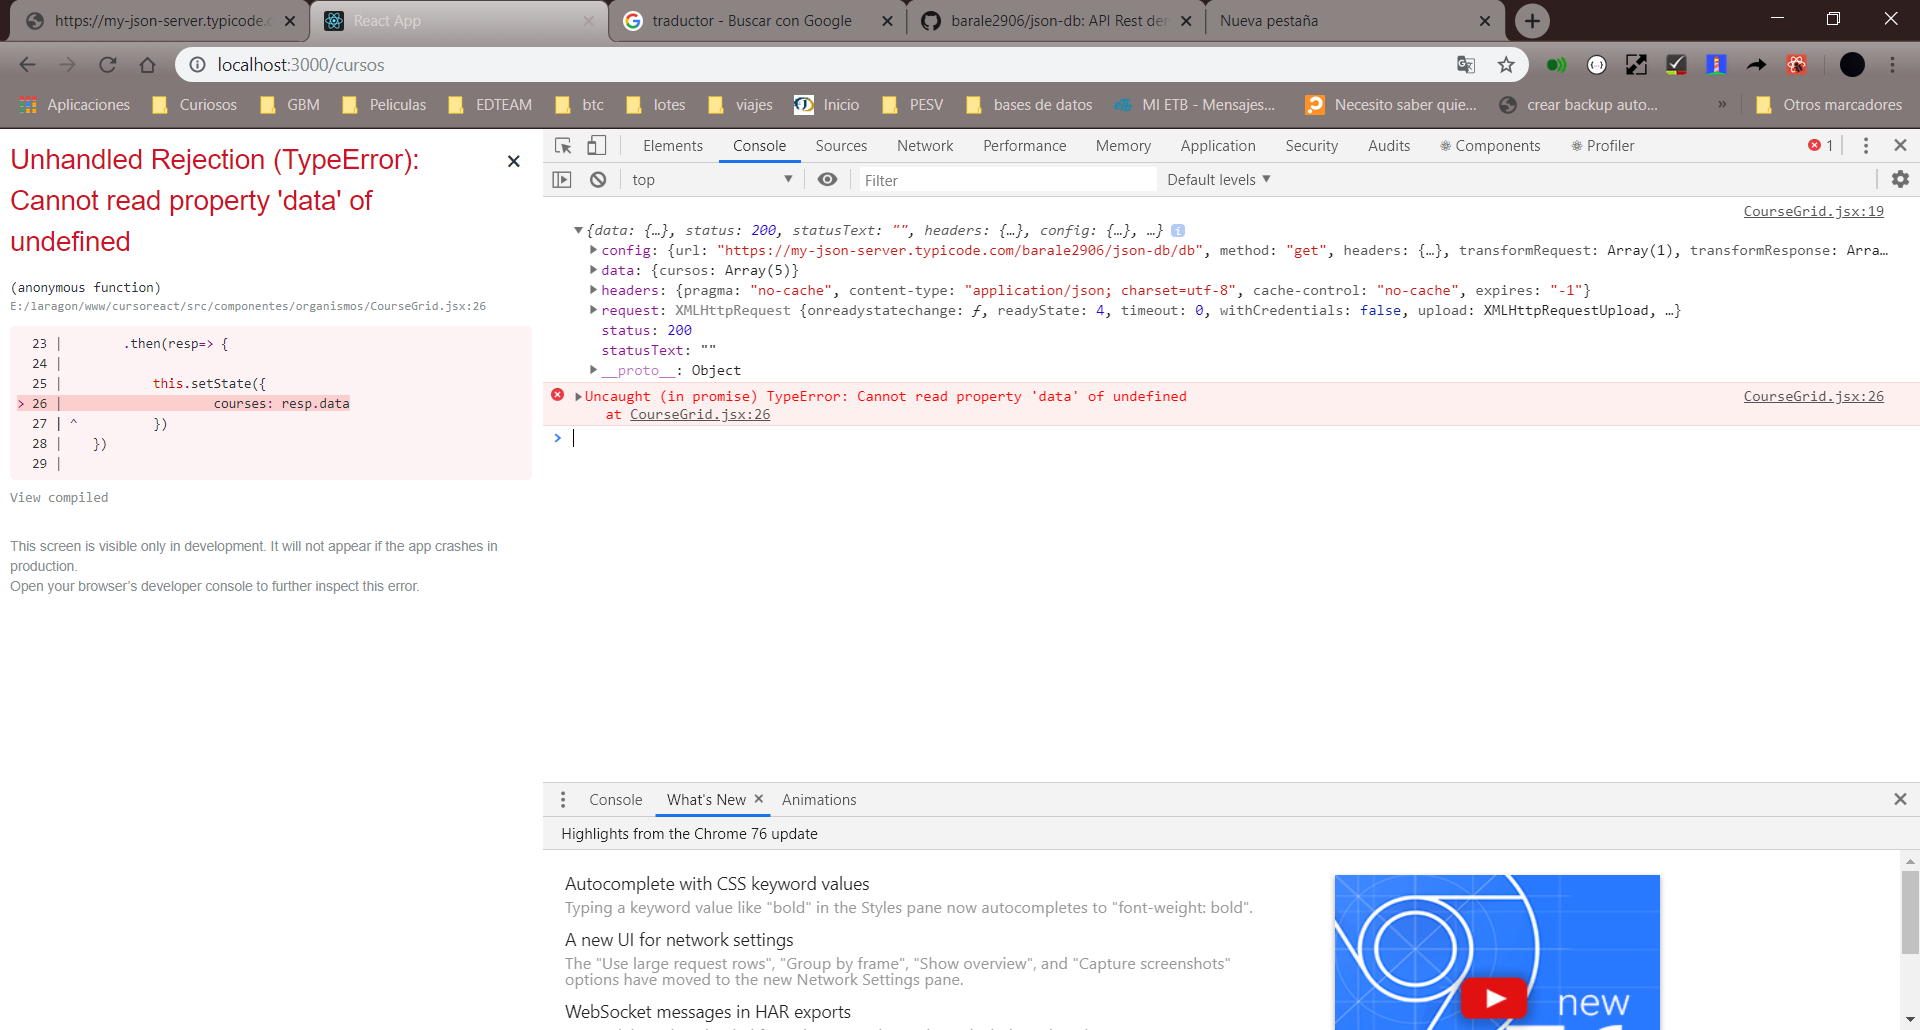 https://my-json-server.typicode.c
React App
traductor - Buscar con Google
barale2906/json-db: API Rest de
Nueva pestaña
localhost:3000/cursos
Aplicaciones
Curiosos
GBM
Peliculas
EDTEAM
btc
lotes
viajes
Inicio
PESV
bases de datos
MI ETB - Mensajes...
Necesito saber quie...
crear backup auto...
»
Otros marcadores
Unhandled Rejection (TypeError):
Cannot read property 'data' of
undefined
(anonymous function)
E:/laragon/www/cursoreact/src/componentes/organismos/CourseGrid.jsx:26
23 | .then(resp=> {
24 |
25 | this.setState({
> 26 | courses: resp.data
27 | ^ })
28 | })
29 |
View compiled
This screen is visible only in development. It will not appear if the app crashes in
production.
Open your browser's developer console to further inspect this error.
Elements Console Sources Network Performance Memory Application Security Audits Components Profiler 1
top Filter Default levels
CourseGrid.jsx:19
{data: {…}, status: 200, statusText: "", headers: {…}, config: {…}, …}
config: {url: "https://my-json-server.typicode.com/barale2906/json-db/db", method: "get", headers: {…}, transformRequest: Array(1), transformResponse: Arra…
data: {cursos: Array(5)}
headers: {pragma: "no-cache", content-type: "application/json; charset=utf-8", cache-control: "no-cache", expires: "-1"}
request: XMLHttpRequest {onreadystatechange: ƒ, readyState: 4, timeout: 0, withCredentials: false, upload: XMLHttpRequestUpload, …}
status: 200
statusText: ""
__proto__: Object
Uncaught (in promise) TypeError: Cannot read property 'data' of undefined CourseGrid.jsx:26
at CourseGrid.jsx:26
>
Console What's New Animations
Highlights from the Chrome 76 update
Autocomplete with CSS keyword values
Typing a keyword value like "bold" in the Styles pane now autocompletes to "font-weight: bold".
A new UI for network settings
The "Use large request rows", "Group by frame", "Show overview", and "Capture screenshots"
options have moved to the new Network Settings pane.
WebSocket messages in HAR exports
new